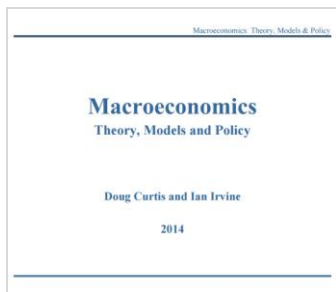 Macroeconomics: Theory, Models & Policy
Macroeconomics
Theory, Models and Policy
Doug Curtis and Ian Irvine
2014